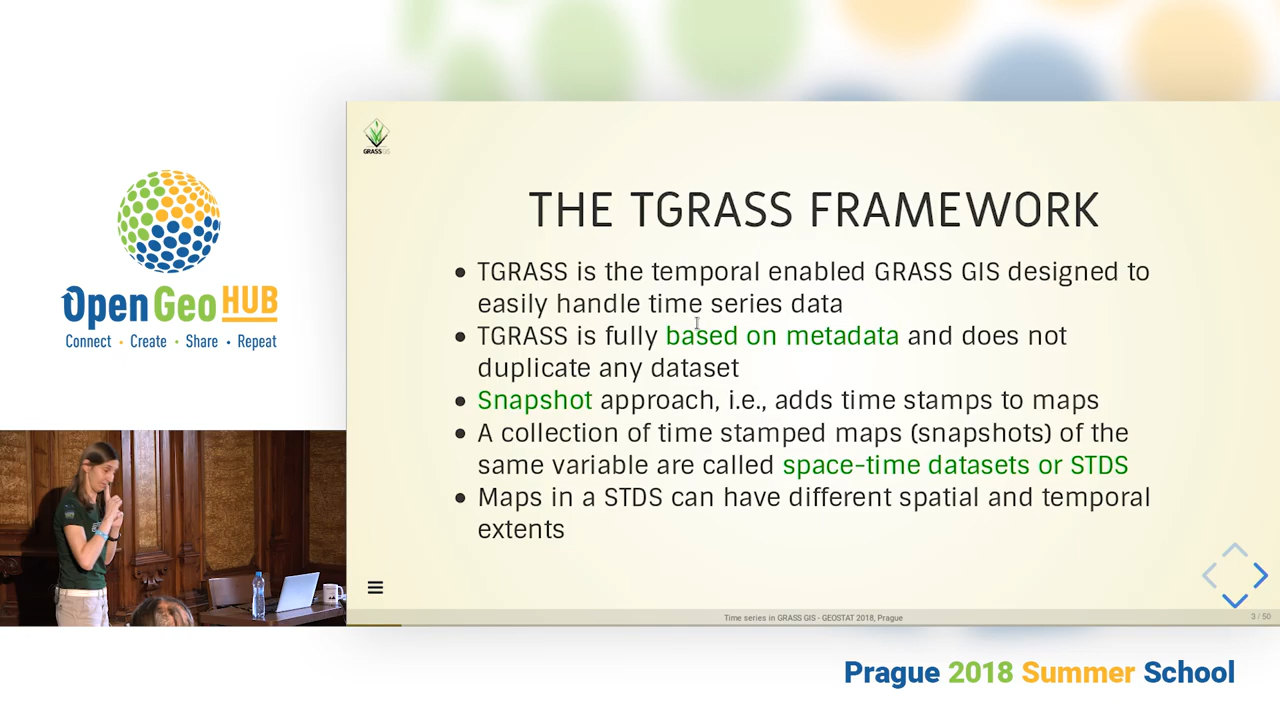 GRASS GIS
THE TGRASS FRAMEWORK
• TGRASS is the temporal enabled GRASS GIS designed to
easily handle time series data
• TGRASS is fully based on metadata and does not
duplicate any dataset
• Snapshot approach, i.e., adds time stamps to maps
• A collection of time stamped maps (snapshots) of the
same variable are called space-time datasets or STDS
• Maps in a STDS can have different spatial and temporal
extents
Time series in GRASS GIS - GEOSTAT 2018, Prague
3 / 50
OpenGeoHUB
Connect • Create • Share • Repeat
Prague 2018 Summer School